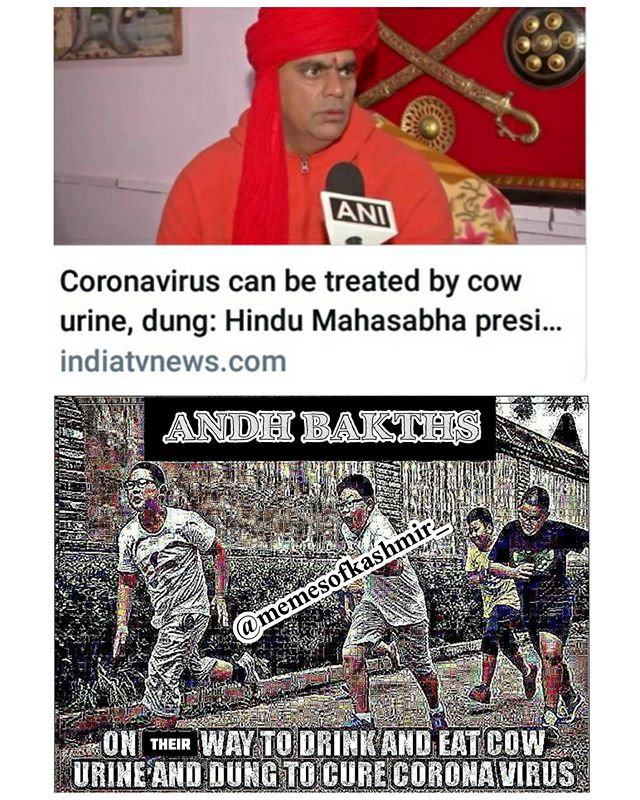 ANI
Coronavirus can be treated by cow
urine, dung: Hindu Mahasabha presi...
indiatvnews.com
ANDH BAKTHS
@memesofkashmir_
ON THEIR WAY TO DRINK AND EAT COW
URINE AND DUNG TO CURE CORONA VIRUS